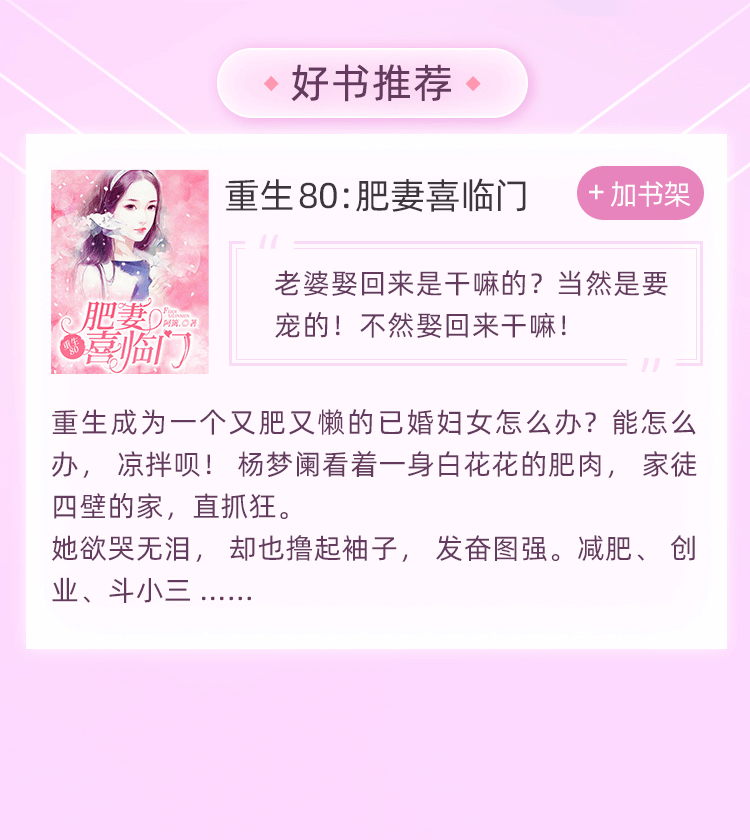 好书推荐
重生80:肥妻喜临门
+ 加书架
老婆娶回来是干嘛的？当然是要
宠的！不然娶回来干嘛！
肥妻
阿篱.○著
重生80
喜临门
重生成为一个又肥又懒的已婚妇女怎么办？能怎么
办， 凉拌呗！ 杨梦阑看着一身白花花的肥肉， 家徒
四壁的家，直抓狂。
她欲哭无泪， 却也撸起袖子， 发奋图强。减肥、 创
业、斗小三 ......